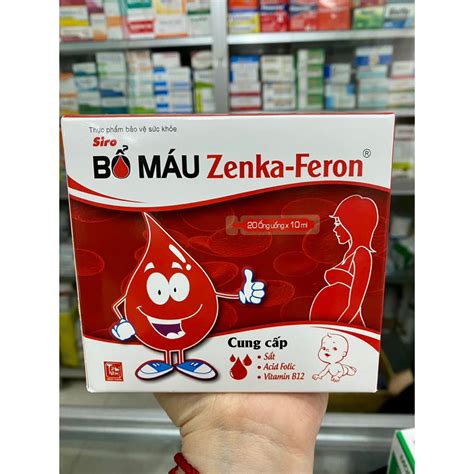 Thực phẩm bảo vệ sức khỏe
Siro
BỔ MÁU Zenka-Feron®
20 Ống uống x 10 ml
Cung cấp
• Sắt
• Acid Folic
• Vitamin B12